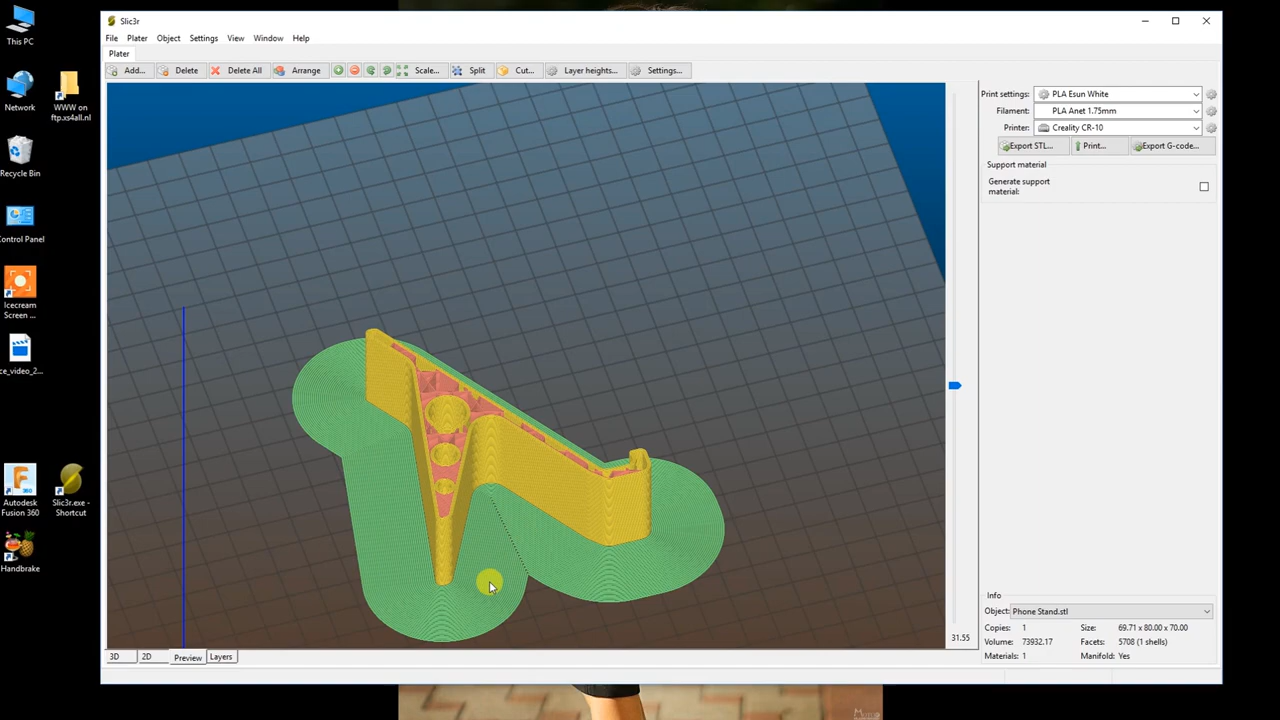 This PC
Network
WWW on
ftp.xs4all.nl
Recycle Bin
Control Panel
Icecream
Screen ...
ce_video_2...
Autodesk
Fusion 360
Slic3r.exe -
Shortcut
Handbrake
Slic3r
File Plater Object Settings View Window Help
Plater
Add... Delete Delete All Arrange Scale... Split Cut... Layer heights... Settings...
Print settings: PLA Esun White
Filament: PLA Anet 1.75mm
Printer: Creality CR-10
Export STL... Print... Export G-code...
Support material
Generate support
material:
31.55
Info
Object: Phone Stand.stl
Copies: 1 Size: 69.71 x 80.00 x 70.00
Volume: 73932.17 Facets: 5708 (1 shells)
Materials: 1 Manifold: Yes
3D 2D Preview Layers